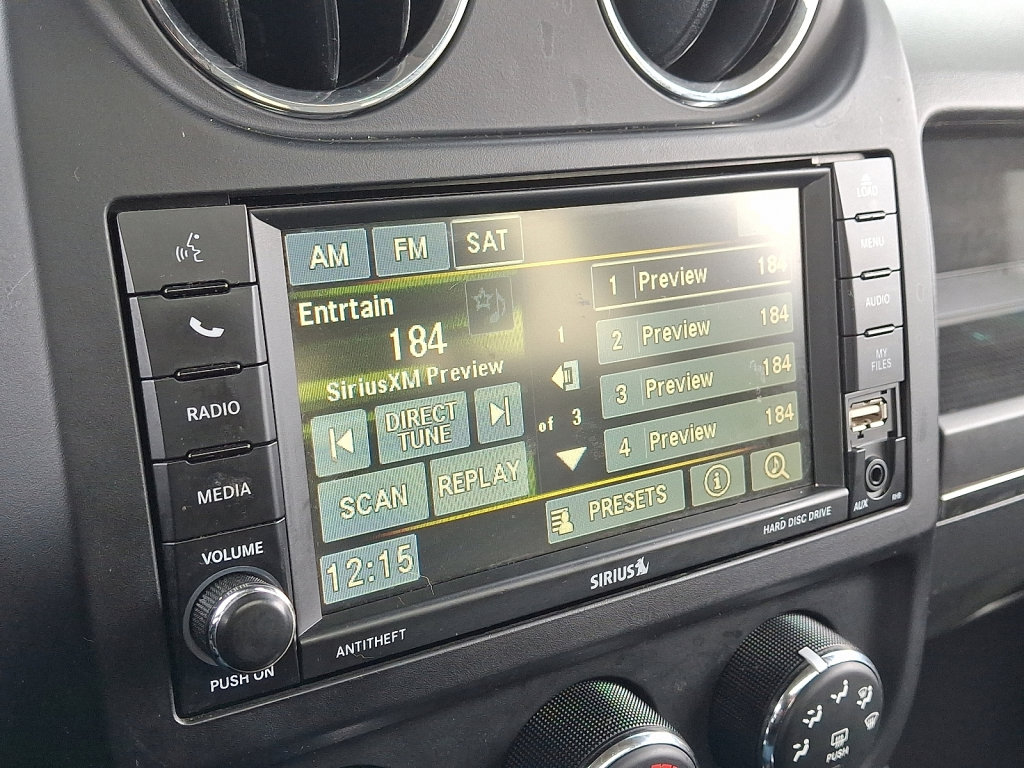 AM FM SAT
Entrtain
184
SiriusXM Preview
DIRECT
TUNE
SCAN REPLAY
12:15
1
of 3
1 Preview 184
2 Preview 184
3 Preview 184
4 Preview 184
PRESETS
RADIO
MEDIA
VOLUME
PUSH ON
ANTITHEFT
SIRIUS
HARD DISC DRIVE
LOAD
MENU
AUDIO
MY
FILES
AUX
PUSH